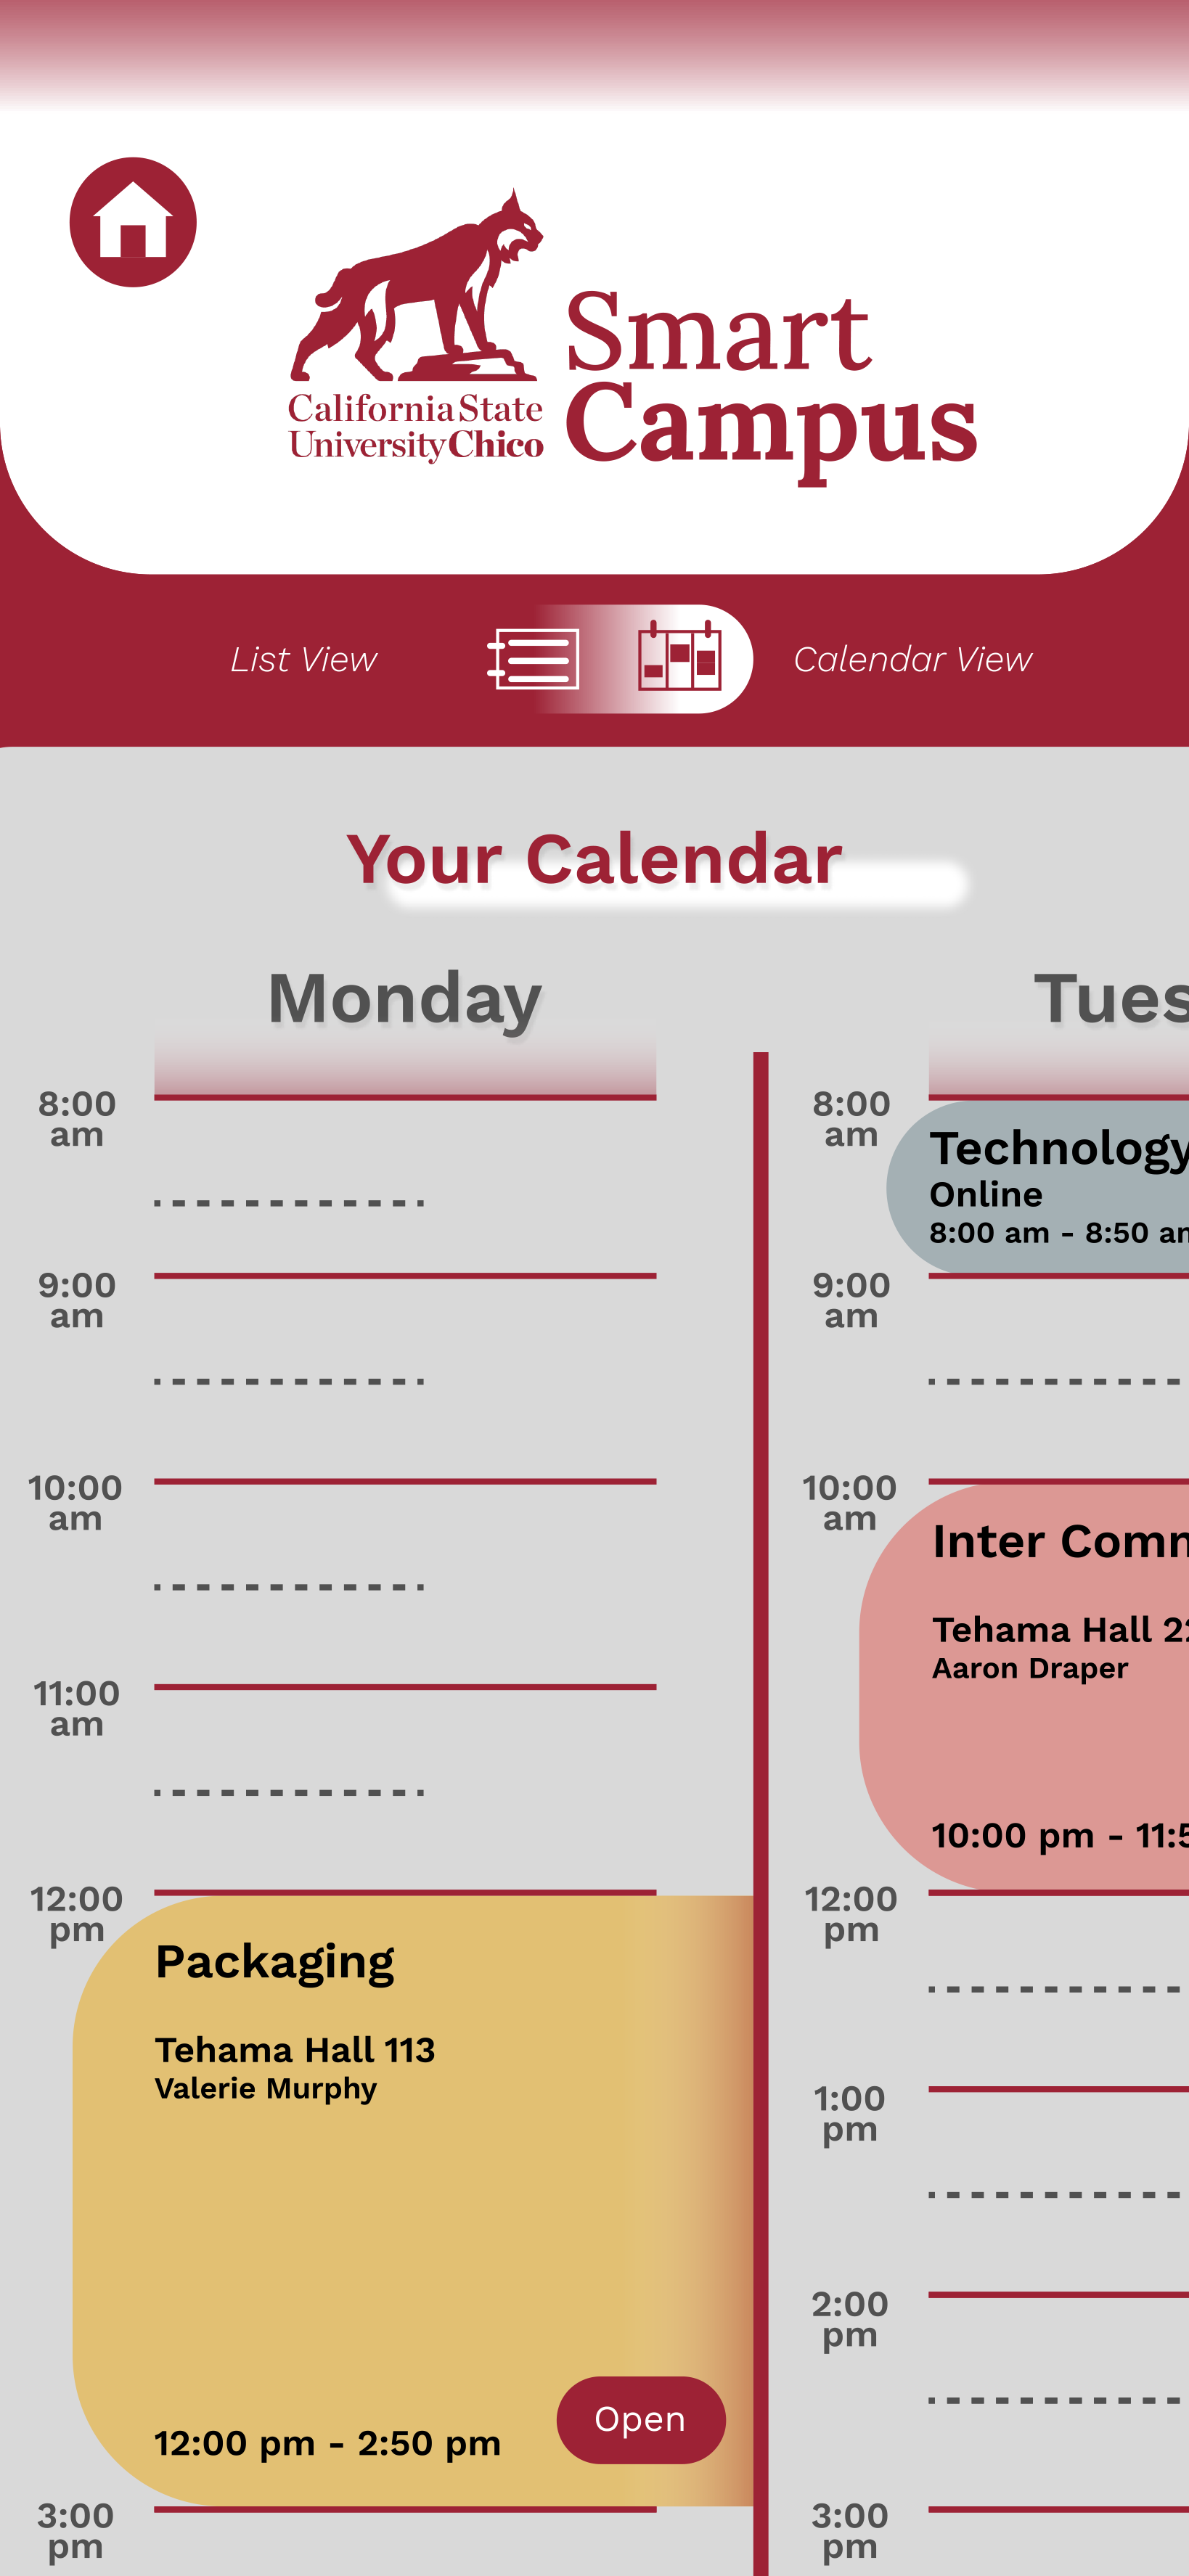 California State
University Chico
Smart
Campus
List View
Calendar View
Your Calendar
Monday
8:00
am
9:00
am
10:00
am
11:00
am
12:00
pm
Packaging
Tehama Hall 113
Valerie Murphy
12:00 pm - 2:50 pm
Open
3:00
pm
Tues
8:00
am
Technology
Online
8:00 am - 8:50 am
9:00
am
10:00
am
Inter Comm
Tehama Hall 22
Aaron Draper
10:00 pm - 11:5
12:00
pm
1:00
pm
2:00
pm
3:00
pm